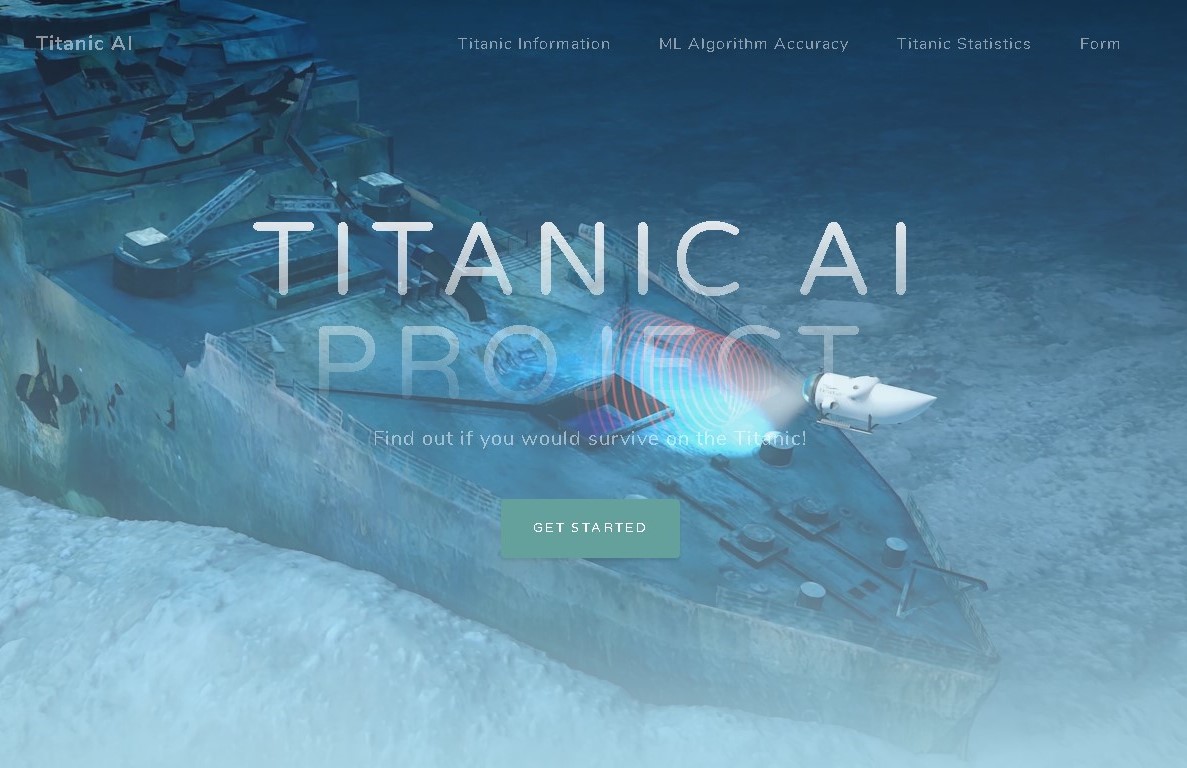 Titanic AI
Titanic Information
ML Algorithm Accuracy
Titanic Statistics
Form
TITANIC AI
PROJECT
Find out if you would survive on the Titanic!
GET STARTED